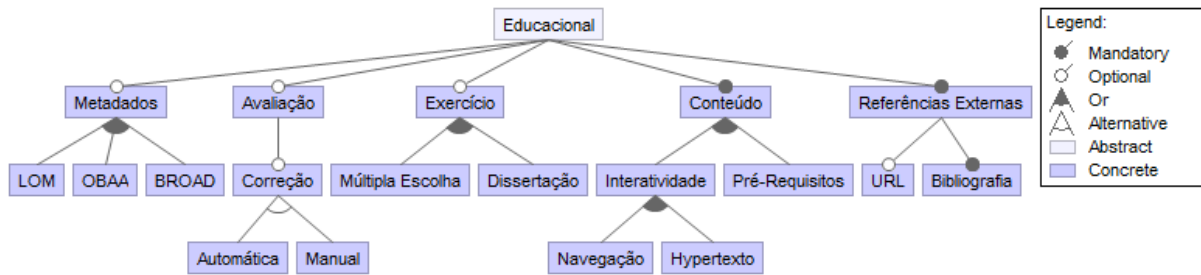 Educacional
Legend:
Mandatory
Optional
Or
Alternative
Abstract
Concrete
Metadados
Avaliação
Exercício
Conteúdo
Referências Externas
LOM
OBAA
BROAD
Correção
Múltipla Escolha
Dissertação
Interatividade
Pré-Requisitos
URL
Bibliografia
Automática
Manual
Navegação
Hypertexto